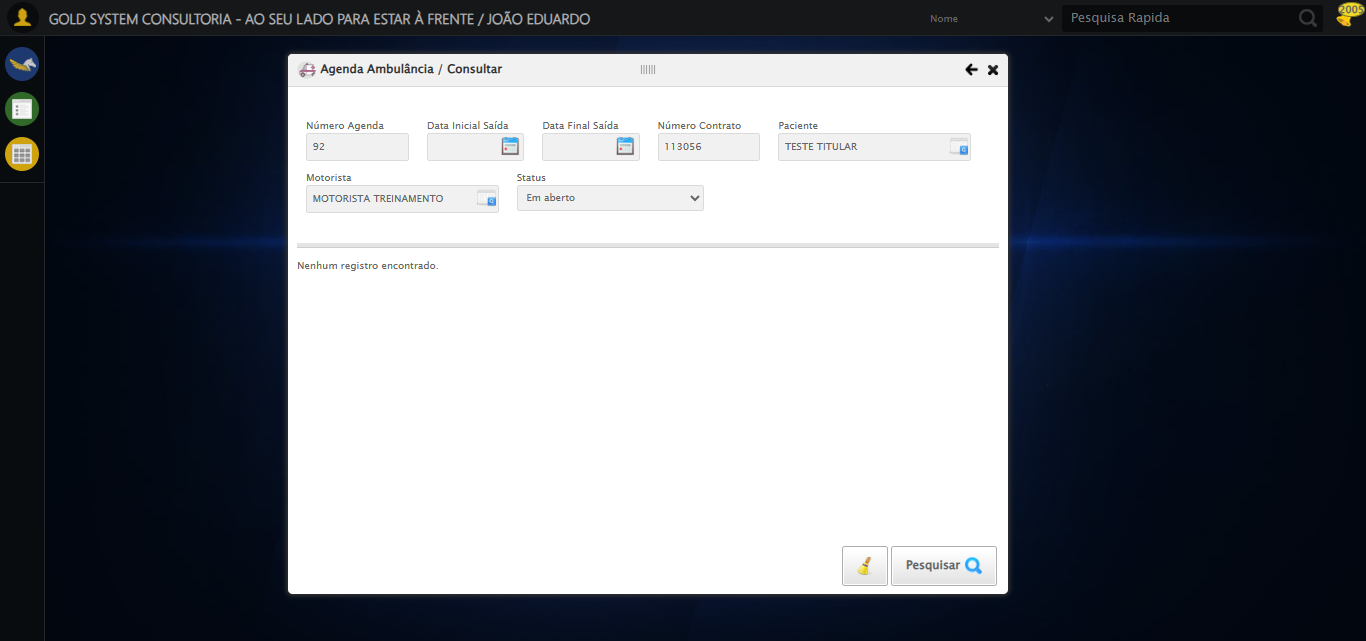 GOLD SYSTEM CONSULTORIA - AO SEU LADO PARA ESTAR À FRENTE / JOÃO EDUARDO
Nome
Pesquisa Rapida
2005
Agenda Ambulância / Consultar
Número Agenda
Data Inicial Saída
Data Final Saída
Número Contrato
Paciente
92
113056
TESTE TITULAR
Motorista
Status
MOTORISTA TREINAMENTO
Em aberto
Nenhum registro encontrado.
Pesquisar